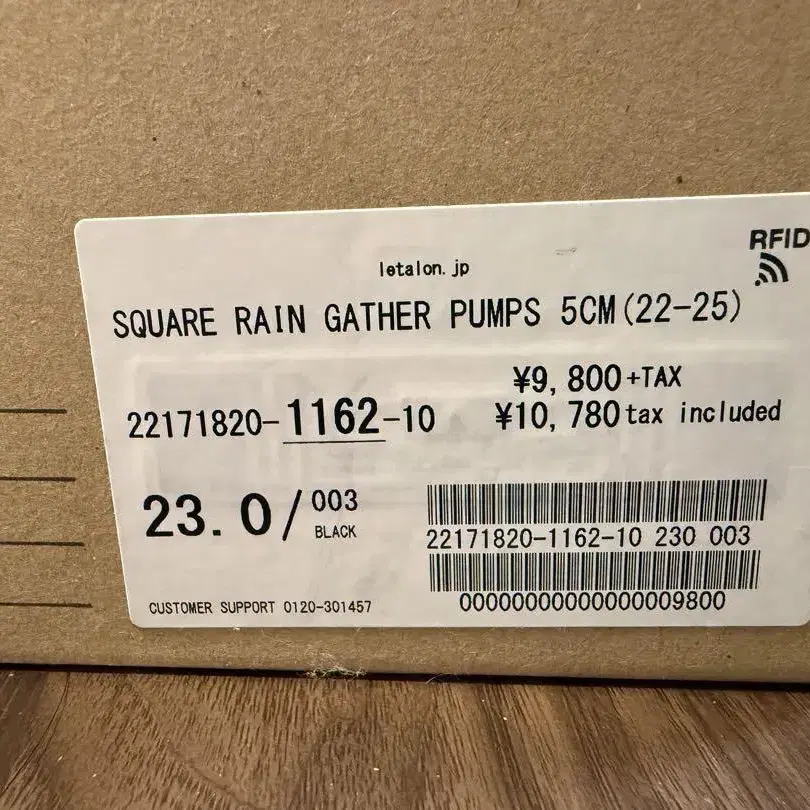 RFID
letalon.jp
SQUARE RAIN GATHER PUMPS 5CM(22-25)
¥9,800+TAX
22171820-1162-10
¥10,780tax included
23.0/003
BLACK
22171820-1162-10 230 003
CUSTOMER SUPPORT 0120-301457
00000000000000009800